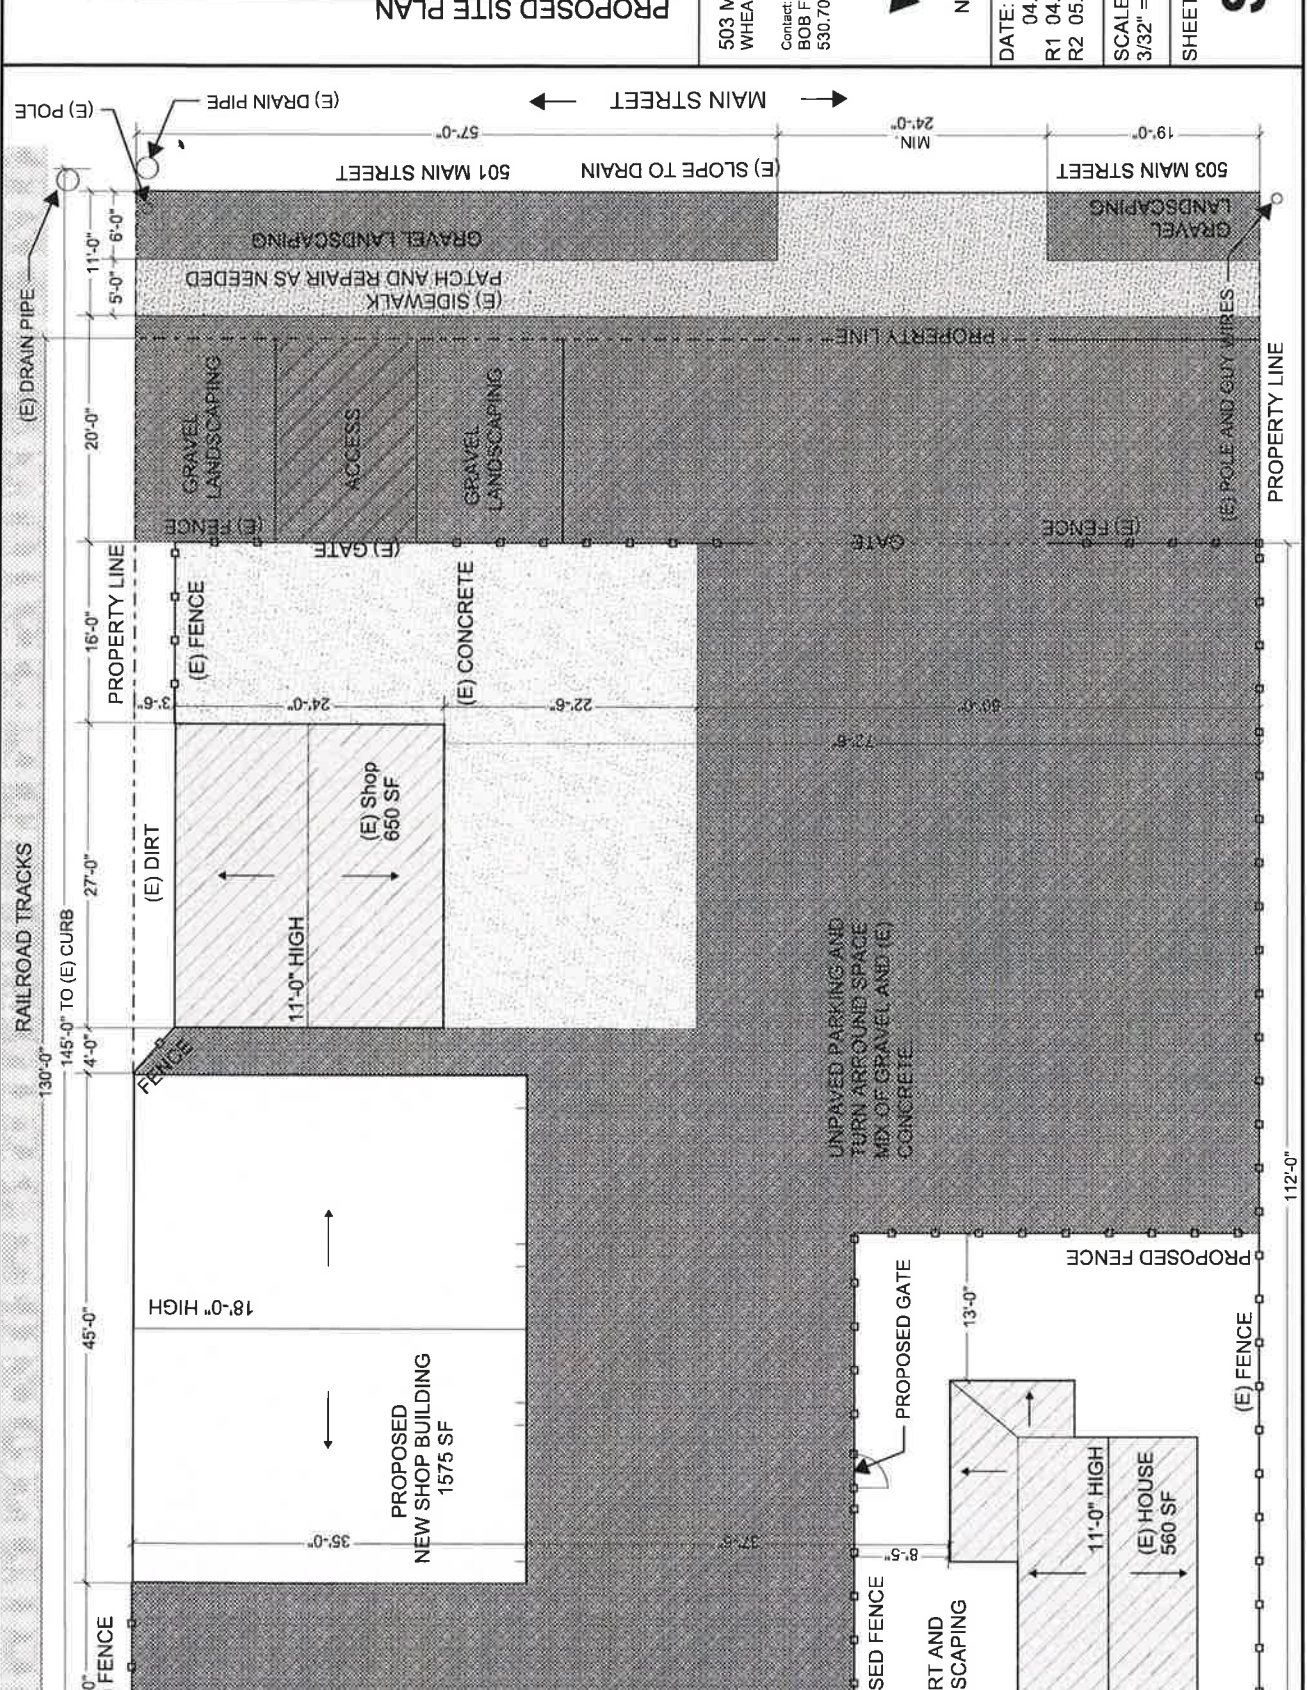 PROPOSED SITE PLAN
503 M
WHEA
Contact:
BOB F
530.70
N
DATE:
04.
R1 04.
R2 05.
SCALE
3/32" =
SHEET
S
(E) POLE
(E) DRAIN PIPE
MAIN STREET
57'-0"
MIN.
24'-0"
19'-0"
501 MAIN STREET
(E) SLOPE TO DRAIN
503 MAIN STREET
11'-0"
6'-0"
5'-0"
GRAVEL LANDSCAPING
GRAVEL
LANDSCAPING
(E) SIDEWALK
PATCH AND REPAIR AS NEEDED
(E) DRAIN PIPE
PROPERTY LINE
20'-0"
GRAVEL
LANDSCAPING
ACCESS
GRAVEL
LANDSCAPING
(E) POLE AND GUY WIRES
PROPERTY LINE
(E) FENCE
(E) GATE
GATE
(E) FENCE
PROPERTY LINE
16'-0"
(E) FENCE
(E) CONCRETE
3'-6"
24'-0"
22'-6"
50'-0"
72'-6"
RAILROAD TRACKS
130'-0"
145'-0" TO (E) CURB
27'-0"
(E) DIRT
(E) Shop
650 SF
11'-0" HIGH
4'-0"
FENCE
UNPAVED PARKING AND
TURN ARROUND SPACE
MIX OF GRAVEL AND (E)
CONCRETE.
112'-0"
45'-0"
18'-0" HIGH
PROPOSED
NEW SHOP BUILDING
1575 SF
35'-0"
37'-6"
PROPOSED FENCE
PROPOSED GATE
13'-0"
(E) FENCE
8'-5"
11'-0" HIGH
(E) HOUSE
560 SF
0"
FENCE
SED FENCE
RT AND
SCAPING